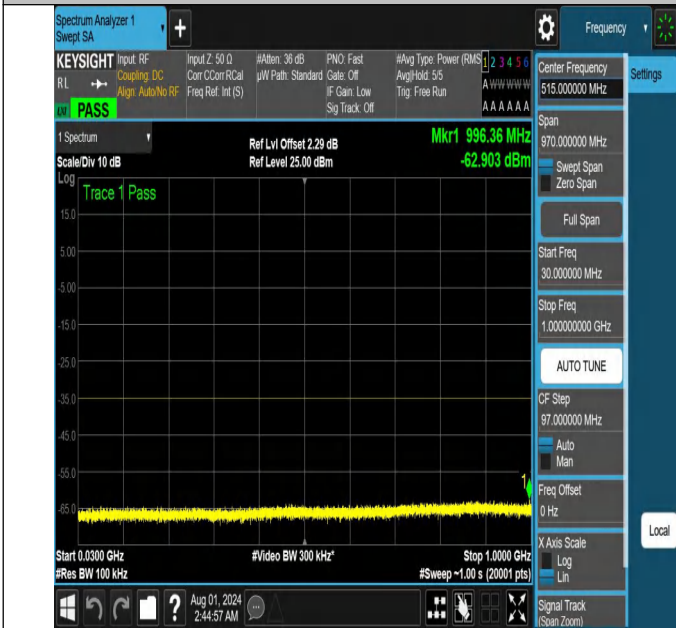 Spectrum Analyzer 1
Swept SA
+
Frequency
KEYSIGHT
RL
Input: RF
Coupling: DC
Align: Auto/No RF
Input Z: 50 Ω
Corr CCorr RCal
Freq Ref: Int (S)
#Atten: 36 dB
µW Path: Standard
PNO: Fast
Gate: Off
IF Gain: Low
Sig Track: Off
#Avg Type: Power (RMS
Avg|Hold: 5/5
Trig: Free Run
1 2 3 4 5 6
A W W W W W
A A A A A A
PASS
1 Spectrum
Scale/Div 10 dB
Log
Ref Lvl Offset 2.29 dB
Ref Level 25.00 dBm
Mkr1 996.36 MHz
-62.903 dBm
Trace 1 Pass
15.0
5.00
-5.00
-15.0
-25.0
-35.0
-45.0
-55.0
-65.0
1
Start 0.0300 GHz
#Res BW 100 kHz
#Video BW 300 kHz*
Stop 1.0000 GHz
#Sweep ~1.00 s (20001 pts)
Aug 01, 2024
2:44:57 AM
Center Frequency
515.000000 MHz
Settings
Span
970.000000 MHz
Swept Span
Zero Span
Full Span
Start Freq
30.000000 MHz
Stop Freq
1.000000000 GHz
AUTO TUNE
CF Step
97.000000 MHz
Auto
Man
Freq Offset
0 Hz
X Axis Scale
Log
Lin
Local
Signal Track
(Span Zoom)